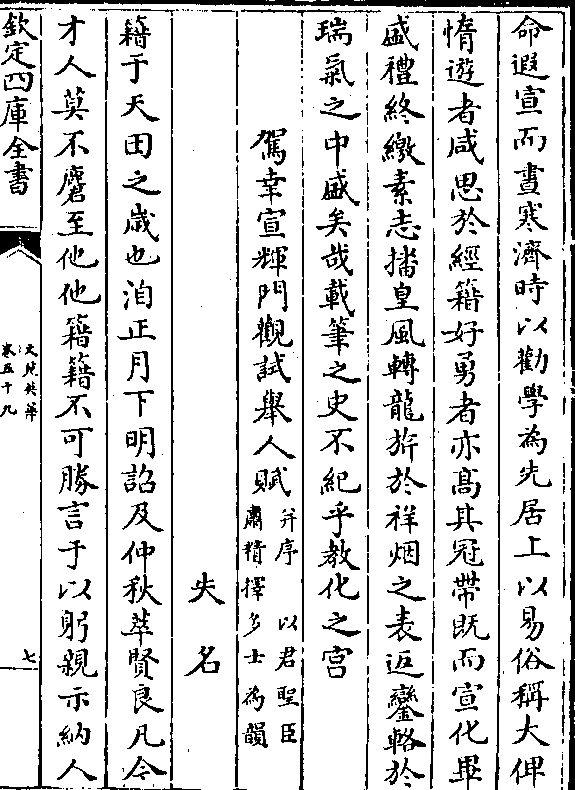 命遐宣而晝寒濟時以勸學為先居上以易俗稱大俾
惰遊者咸思於經籍好勇者亦髙其冠帶既而宣化畢
盛禮終繳素志播皇風轉龍旂於祥烟之表返鑾輅於
瑞氣之中盛矣哉載筆之史不紀乎教化之宮
駕幸宣輝門觀試舉人賦
并序 以君聖臣
肅精擇多士為韻
失名
籍于天田之歲也洎正月下明詔及仲秋萃賢良凡今
才人莫不麏至他他籍籍不可勝言于以躬親示納人
欽定四庫全書
文苑英華
卷五十九
七